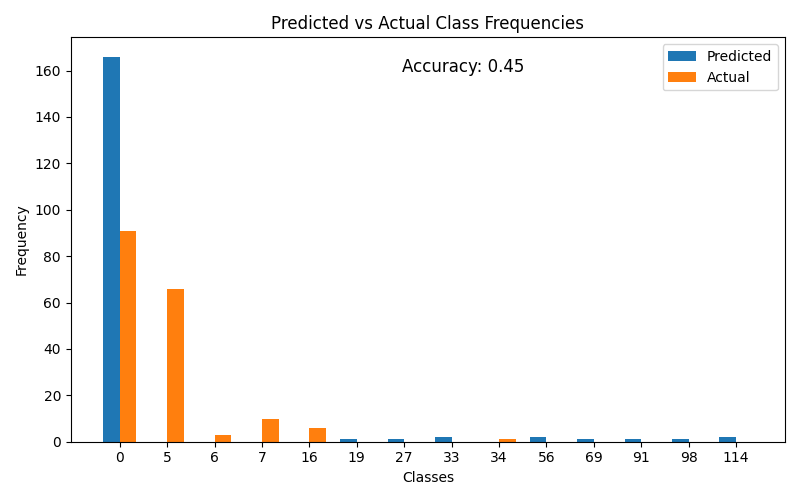 Predicted vs Actual Class Frequencies
Accuracy: 0.45
Predicted
Actual
Frequency
160
140
120
100
80
60
40
20
0
0 5 6 7 16 19 27 33 34 56 69 91 98 114
Classes